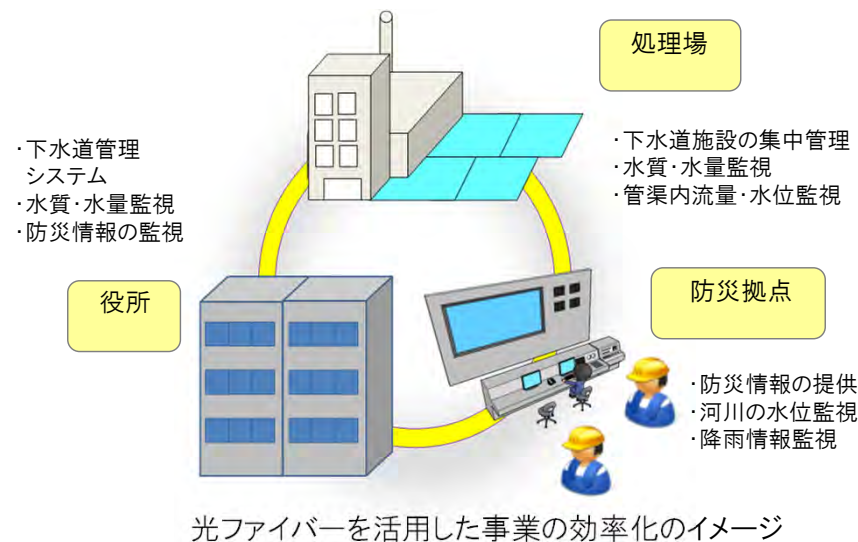 処理場
・下水道施設の集中管理
・水質・水量監視
・管渠内流量・水位監視
・下水道管理
システム
・水質・水量監視
・防災情報の監視
役所
防災拠点
・防災情報の提供
・河川の水位監視
・降雨情報監視
光ファイバーを活用した事業の効率化のイメージ